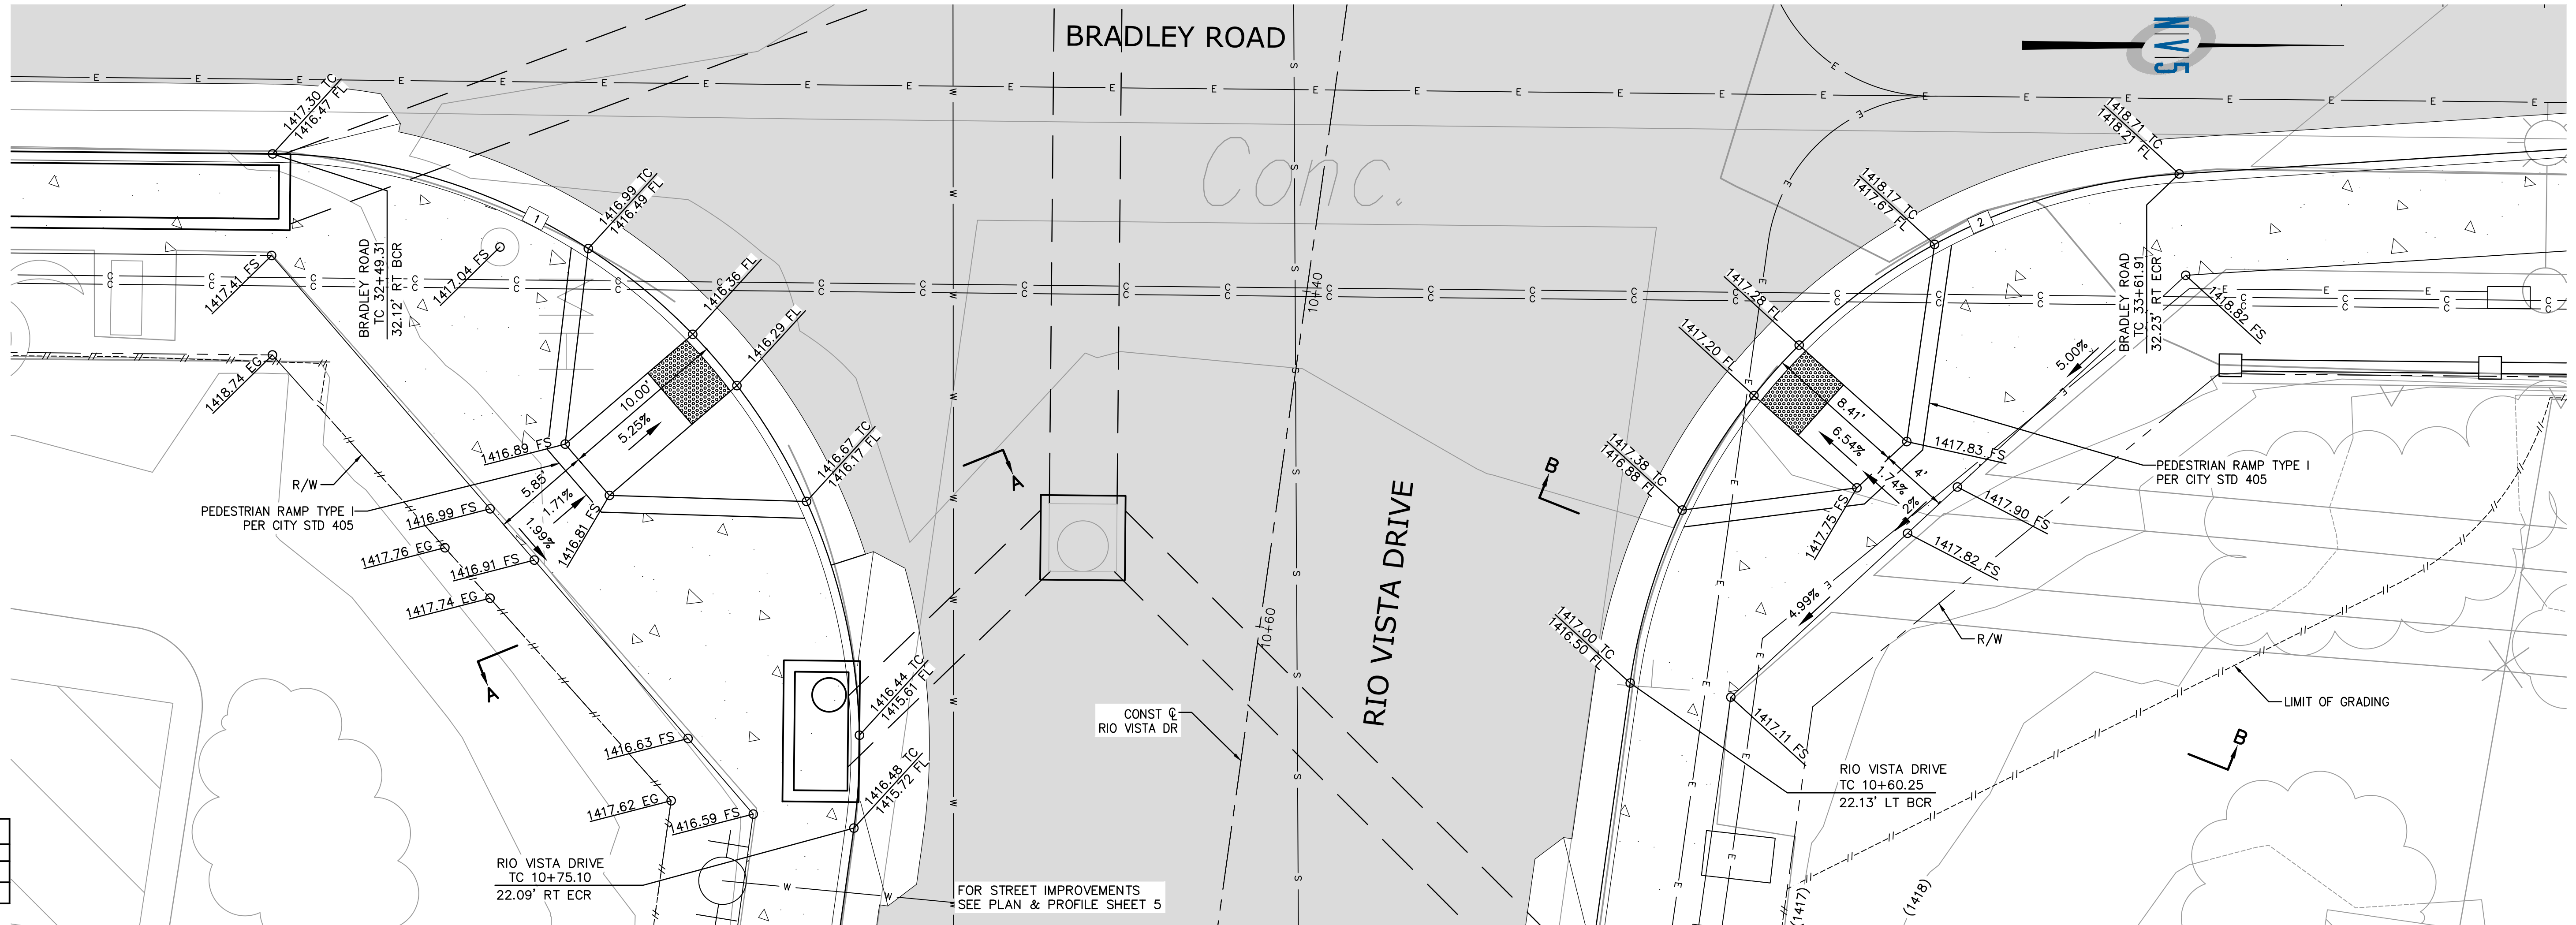 BRADLEY ROAD
NV5
1417.30 TC
1416.47 FL
1418.71 TC
1418.21 FL
Conc.
1416.99 TC
1416.49 FL
1418.17 TC
1417.67 FL
1
2
BRADLEY ROAD
TC 32+49.31
32.12' RT BCR
1417.41 FS
1417.04 FS
1416.36 FL
1416.29 FL
10+40
1417.28 FL
1417.20 FL
BRADLEY ROAD
TC 33+61.91
32.23' RT ECR
1418.82 FS
5.00%
1418.74 EG
10.00'
5.25%
1416.89 FS
5.85'
1.71%
1.99%
1416.81 FS
R/W
PEDESTRIAN RAMP TYPE I
PER CITY STD 405
1416.99 FS
1417.76 EG
1416.91 FS
1417.74 EG
1416.67 TC
1416.17 FL
A
A
8.41'
6.54%
1.74%
4'
2%
1417.83 FS
1417.90 FS
1417.82 FS
1417.75 FS
PEDESTRIAN RAMP TYPE I
PER CITY STD 405
B
1417.38 TC
1416.88 FL
RIO VISTA DRIVE
10+60
4.99%
R/W
1417.00 TC
1416.50 FL
1416.44 TC
1415.61 FL
CONST ℄
RIO VISTA DR
LIMIT OF GRADING
B
1417.11 FS
1416.63 FS
1416.48 TC
1415.72 FL
1417.62 EG
1416.59 FS
RIO VISTA DRIVE
TC 10+60.25
22.13' LT BCR
RIO VISTA DRIVE
TC 10+75.10
22.09' RT ECR
FOR STREET IMPROVEMENTS
SEE PLAN & PROFILE SHEET 5
(1417)
(1418)